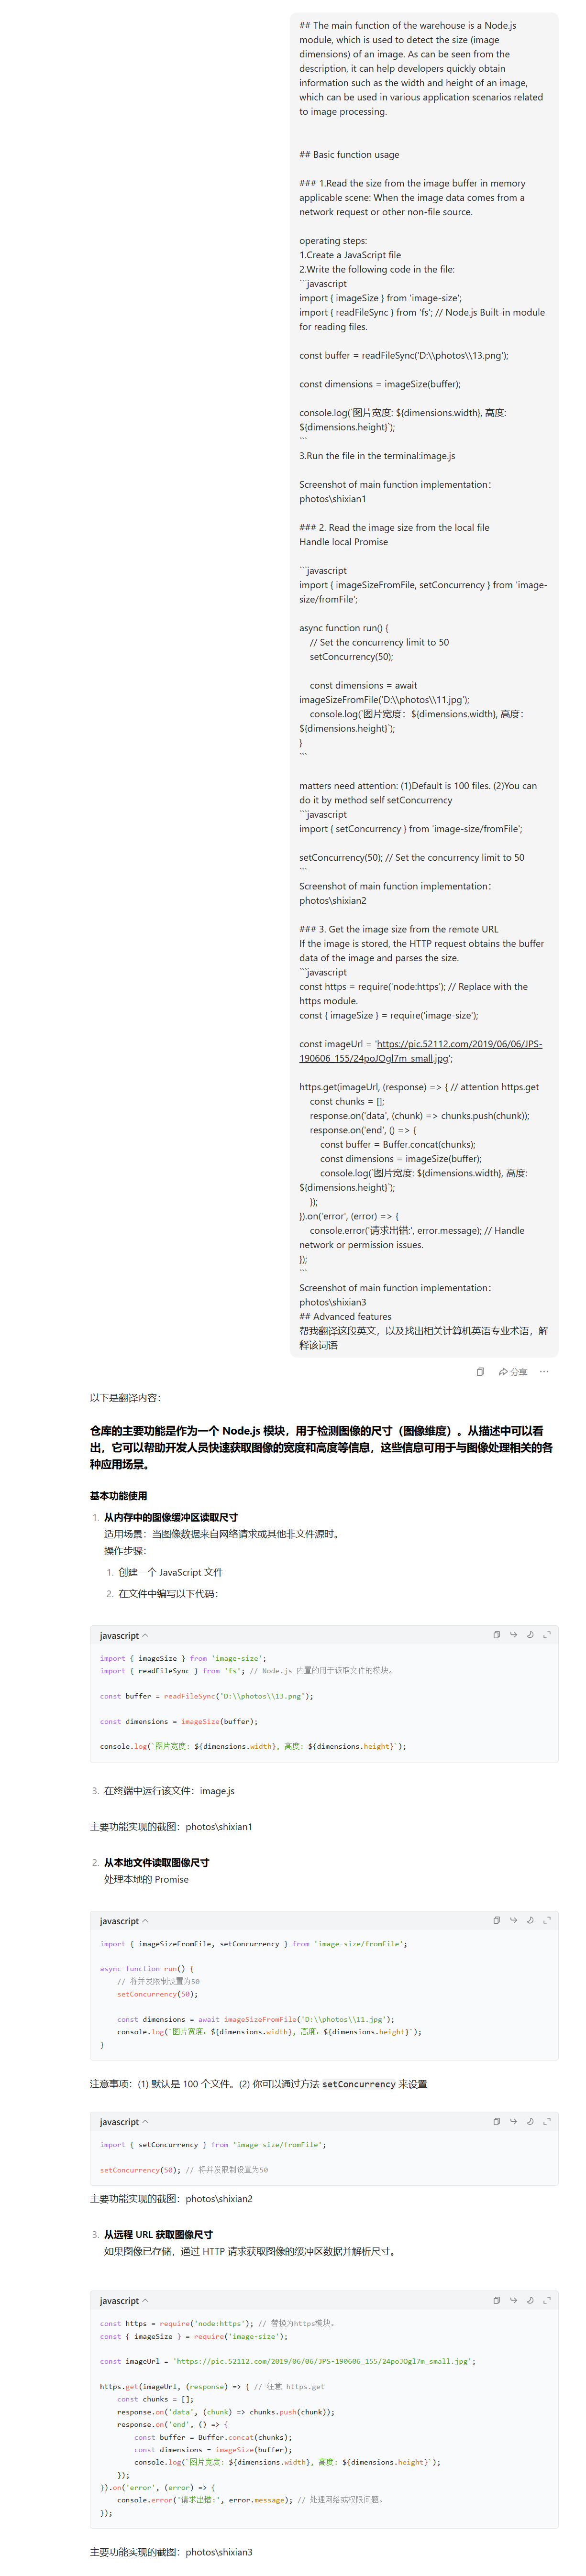 ## The main function of the warehouse is a Node.js
module, which is used to detect the size (image
dimensions) of an image. As can be seen from the
description, it can help developers quickly obtain
information such as the width and height of an image,
which can be used in various application scenarios related
to image processing.
## Basic function usage
### 1.Read the size from the image buffer in memory
applicable scene: When the image data comes from a
network request or other non-file source.
operating steps:
1.Create a JavaScript file
2.Write the following code in the file:
```javascript
import { imageSize } from 'image-size';
import { readFileSync } from 'fs'; // Node.js Built-in module
for reading files.
const buffer = readFileSync('D:\\photos\\13.png');
const dimensions = imageSize(buffer);
console.log(`图片宽度: ${dimensions.width}, 高度:
${dimensions.height}`);
```
3.Run the file in the terminal:image.js
Screenshot of main function implementation：
photos\shixian1
### 2. Read the image size from the local file
Handle local Promise
```javascript
import { imageSizeFromFile, setConcurrency } from 'image-
size/fromFile';
async function run() {
// Set the concurrency limit to 50
setConcurrency(50);
const dimensions = await
imageSizeFromFile('D:\\photos\\11.jpg');
console.log(`图片宽度：${dimensions.width}, 高度：
${dimensions.height}`);
}
```
matters need attention: (1)Default is 100 files. (2)You can
do it by method self setConcurrency
```javascript
import { setConcurrency } from 'image-size/fromFile';
setConcurrency(50); // Set the concurrency limit to 50
```
Screenshot of main function implementation：
photos\shixian2
### 3. Get the image size from the remote URL
If the image is stored, the HTTP request obtains the buffer
data of the image and parses the size.
```javascript
const https = require('node:https'); // Replace with the
https module.
const { imageSize } = require('image-size');
const imageUrl = 'https://pic.52112.com/2019/06/06/JPS-
190606_155/24poJOgl7m_small.jpg';
https.get(imageUrl, (response) => { // attention https.get
const chunks = [];
response.on('data', (chunk) => chunks.push(chunk));
response.on('end', () => {
const buffer = Buffer.concat(chunks);
const dimensions = imageSize(buffer);
console.log(`图片宽度: ${dimensions.width}, 高度:
${dimensions.height}`);
});
}).on('error', (error) => {
console.error('请求出错:', error.message); // Handle
network or permission issues.
});
```
Screenshot of main function implementation：
photos\shixian3
## Advanced features
帮我翻译这段英文，以及找出相关计算机英语专业术语，解
释该词语
分享
以下是翻译内容：
仓库的主要功能是作为一个 Node.js 模块，用于检测图像的尺寸（图像维度）。从描述中可以看
出，它可以帮助开发人员快速获取图像的宽度和高度等信息，这些信息可用于与图像处理相关的各
种应用场景。
基本功能使用
1. 从内存中的图像缓冲区读取尺寸
适用场景：当图像数据来自网络请求或其他非文件源时。
操作步骤：
1. 创建一个 JavaScript 文件
2. 在文件中编写以下代码：
javascript
import { imageSize } from 'image-size';
import { readFileSync } from 'fs'; // Node.js 内置的用于读取文件的模块。
const buffer = readFileSync('D:\\photos\\13.png');
const dimensions = imageSize(buffer);
console.log(`图片宽度: ${dimensions.width}, 高度: ${dimensions.height}`);
3. 在终端中运行该文件：image.js
主要功能实现的截图：photos\shixian1
2. 从本地文件读取图像尺寸
处理本地的 Promise
javascript
import { imageSizeFromFile, setConcurrency } from 'image-size/fromFile';
async function run() {
// 将并发限制设置为50
setConcurrency(50);
const dimensions = await imageSizeFromFile('D:\\photos\\11.jpg');
console.log(`图片宽度：${dimensions.width}, 高度：${dimensions.height}`);
}
注意事项：(1) 默认是 100 个文件。(2) 你可以通过方法 setConcurrency 来设置
javascript
import { setConcurrency } from 'image-size/fromFile';
setConcurrency(50); // 将并发限制设置为50
主要功能实现的截图：photos\shixian2
3. 从远程 URL 获取图像尺寸
如果图像已存储，通过 HTTP 请求获取图像的缓冲区数据并解析尺寸。
javascript
const https = require('node:https'); // 替换为https模块。
const { imageSize } = require('image-size');
const imageUrl = 'https://pic.52112.com/2019/06/06/JPS-190606_155/24poJOgl7m_small.jpg';
https.get(imageUrl, (response) => { // 注意 https.get
const chunks = [];
response.on('data', (chunk) => chunks.push(chunk));
response.on('end', () => {
const buffer = Buffer.concat(chunks);
const dimensions = imageSize(buffer);
console.log(`图片宽度: ${dimensions.width}, 高度: ${dimensions.height}`);
});
}).on('error', (error) => {
console.error('请求出错:', error.message); // 处理网络或权限问题。
});
主要功能实现的截图：photos\shixian3